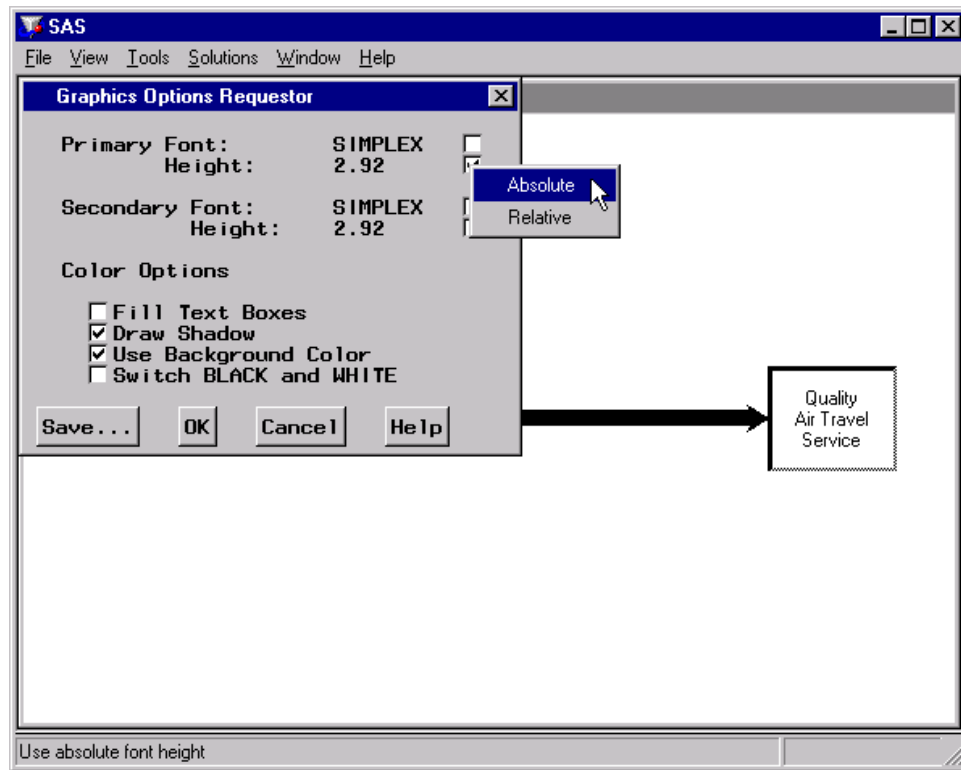 SAS
File View Tools Solutions Window Help
Graphics Options Requestor
Primary Font: SIMPLEX
Height: 2.92
Absolute
Relative
Secondary Font: SIMPLEX
Height: 2.92
Color Options
Fill Text Boxes
Draw Shadow
Use Background Color
Switch BLACK and WHITE
Save... OK Cancel Help
Quality
Air Travel
Service
Use absolute font height